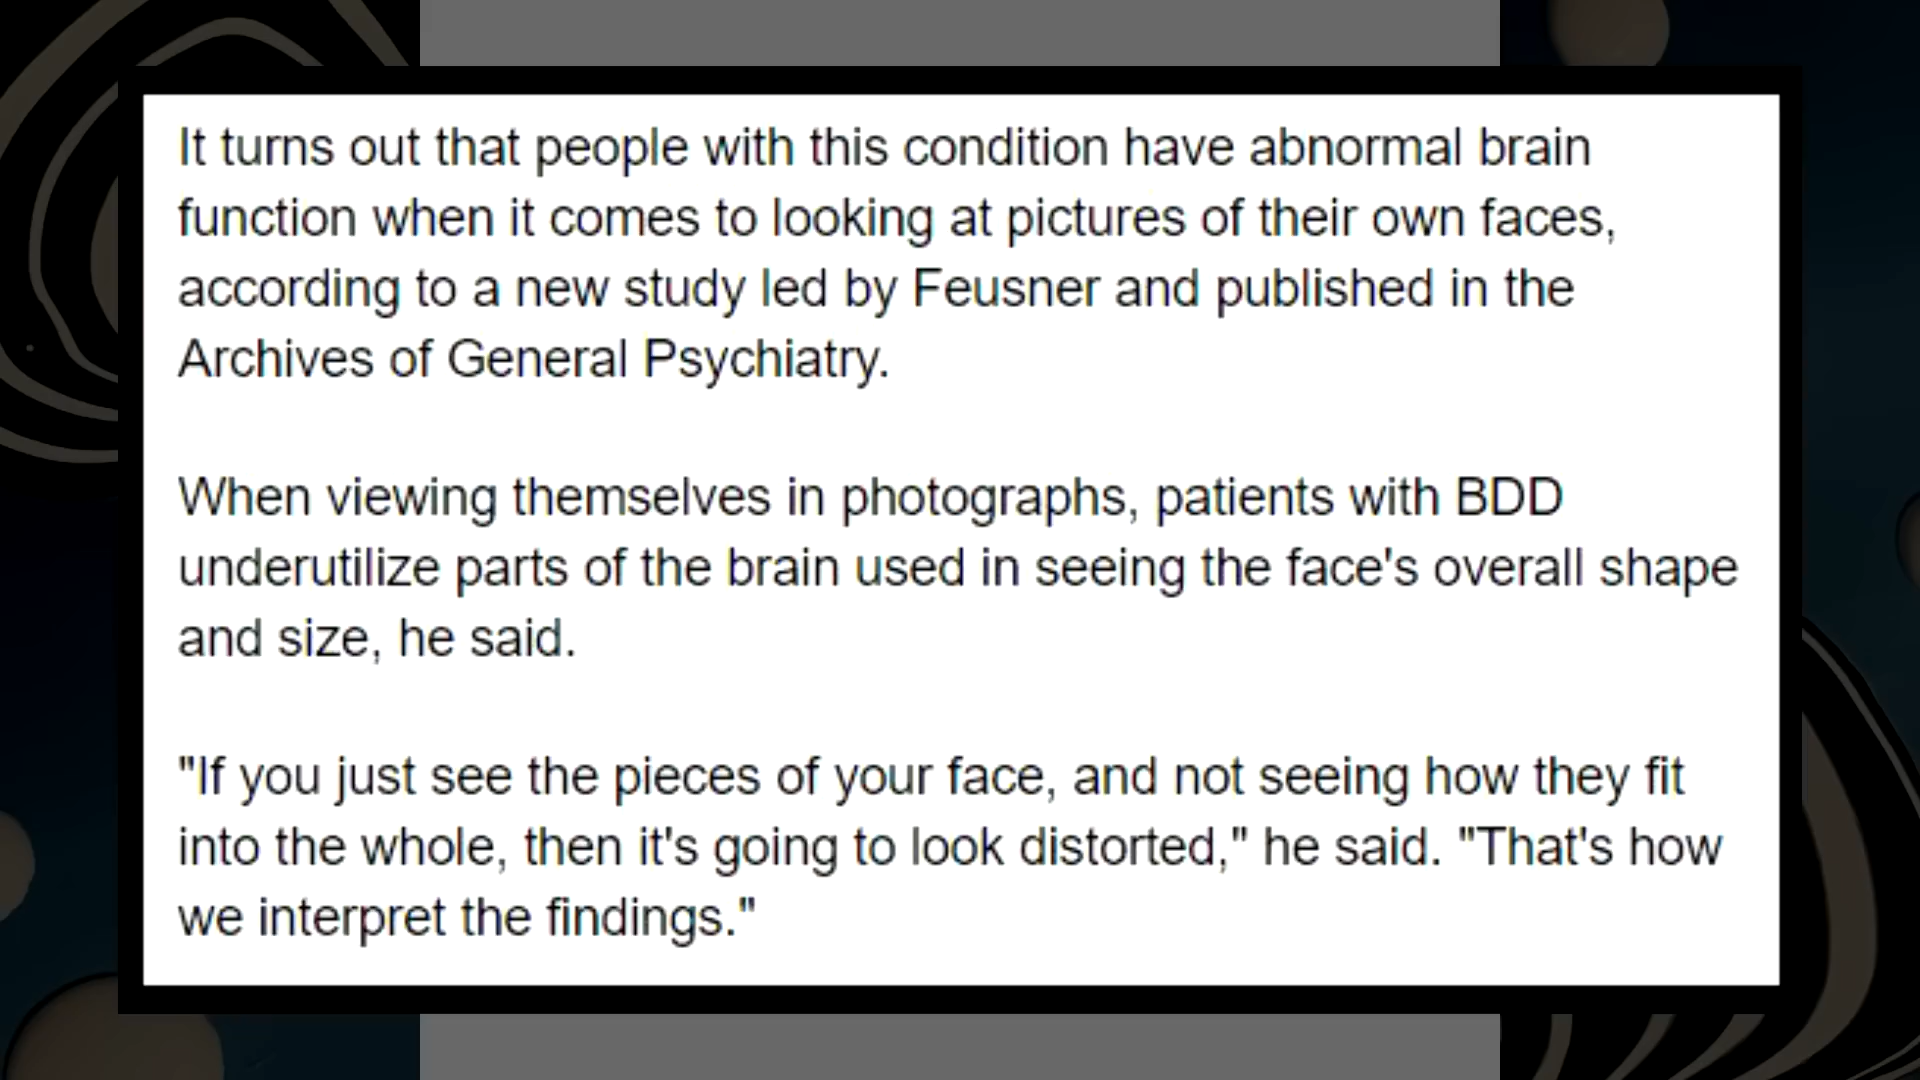 It turns out that people with this condition have abnormal brain
function when it comes to looking at pictures of their own faces,
according to a new study led by Feusner and published in the
Archives of General Psychiatry.
When viewing themselves in photographs, patients with BDD
underutilize parts of the brain used in seeing the face's overall shape
and size, he said.
"If you just see the pieces of your face, and not seeing how they fit
into the whole, then it's going to look distorted," he said. "That's how
we interpret the findings."